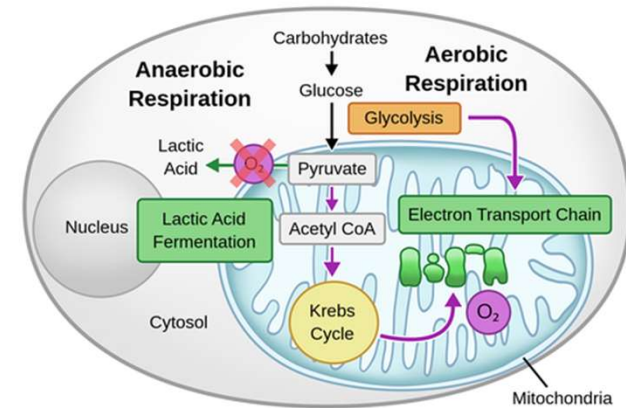 Carbohydrates
Anaerobic
Respiration
Aerobic
Respiration
Glucose
Glycolysis
Lactic
Acid
O₂
Pyruvate
Nucleus
Lactic Acid
Fermentation
Acetyl CoA
Electron Transport Chain
Krebs
Cycle
O₂
Cytosol
Mitochondria